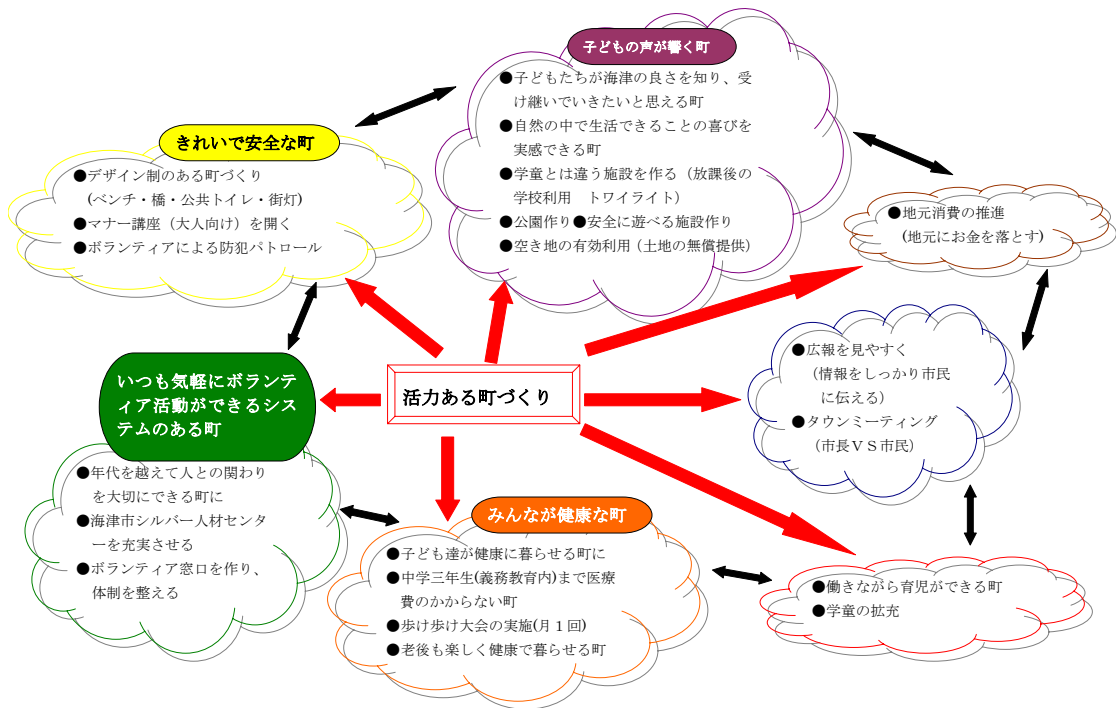 子どもの声が響く町
●子どもたちが海津の良さを知り、受
け継いでいきたいと思える町
●自然の中で生活できることの喜びを
実感できる町
●学童とは違う施設を作る（放課後の
学校利用　トワイライト）
●公園作り●安全に遊べる施設作り
●空き地の有効利用（土地の無償提供）
きれいで安全な町
●デザイン制のある町づくり
(ベンチ・橋・公共トイレ・街灯)
●マナー講座（大人向け）を開く
●ボランティアによる防犯パトロール
●地元消費の推進
(地元にお金を落とす)
●広報を見やすく
（情報をしっかり市民
に伝える）
●タウンミーティング
（市長ＶＳ市民）
活力ある町づくり
いつも気軽にボランテ
ィア活動ができるシス
テムのある町
●年代を越えて人との関わり
を大切にできる町に
●海津市シルバー人材センタ
ーを充実させる
●ボランティア窓口を作り、
体制を整える
みんなが健康な町
●子ども達が健康に暮らせる町に
●中学三年生(義務教育内)まで医療
費のかからない町
●歩け歩け大会の実施(月１回)
●老後も楽しく健康で暮らせる町
●働きながら育児ができる町
●学童の拡充